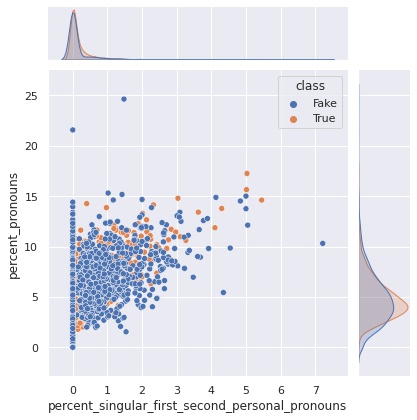 class
Fake
True
25
20
15
10
5
0
percent_pronouns
0 1 2 3 4 5 6 7
percent_singular_first_second_personal_pronouns